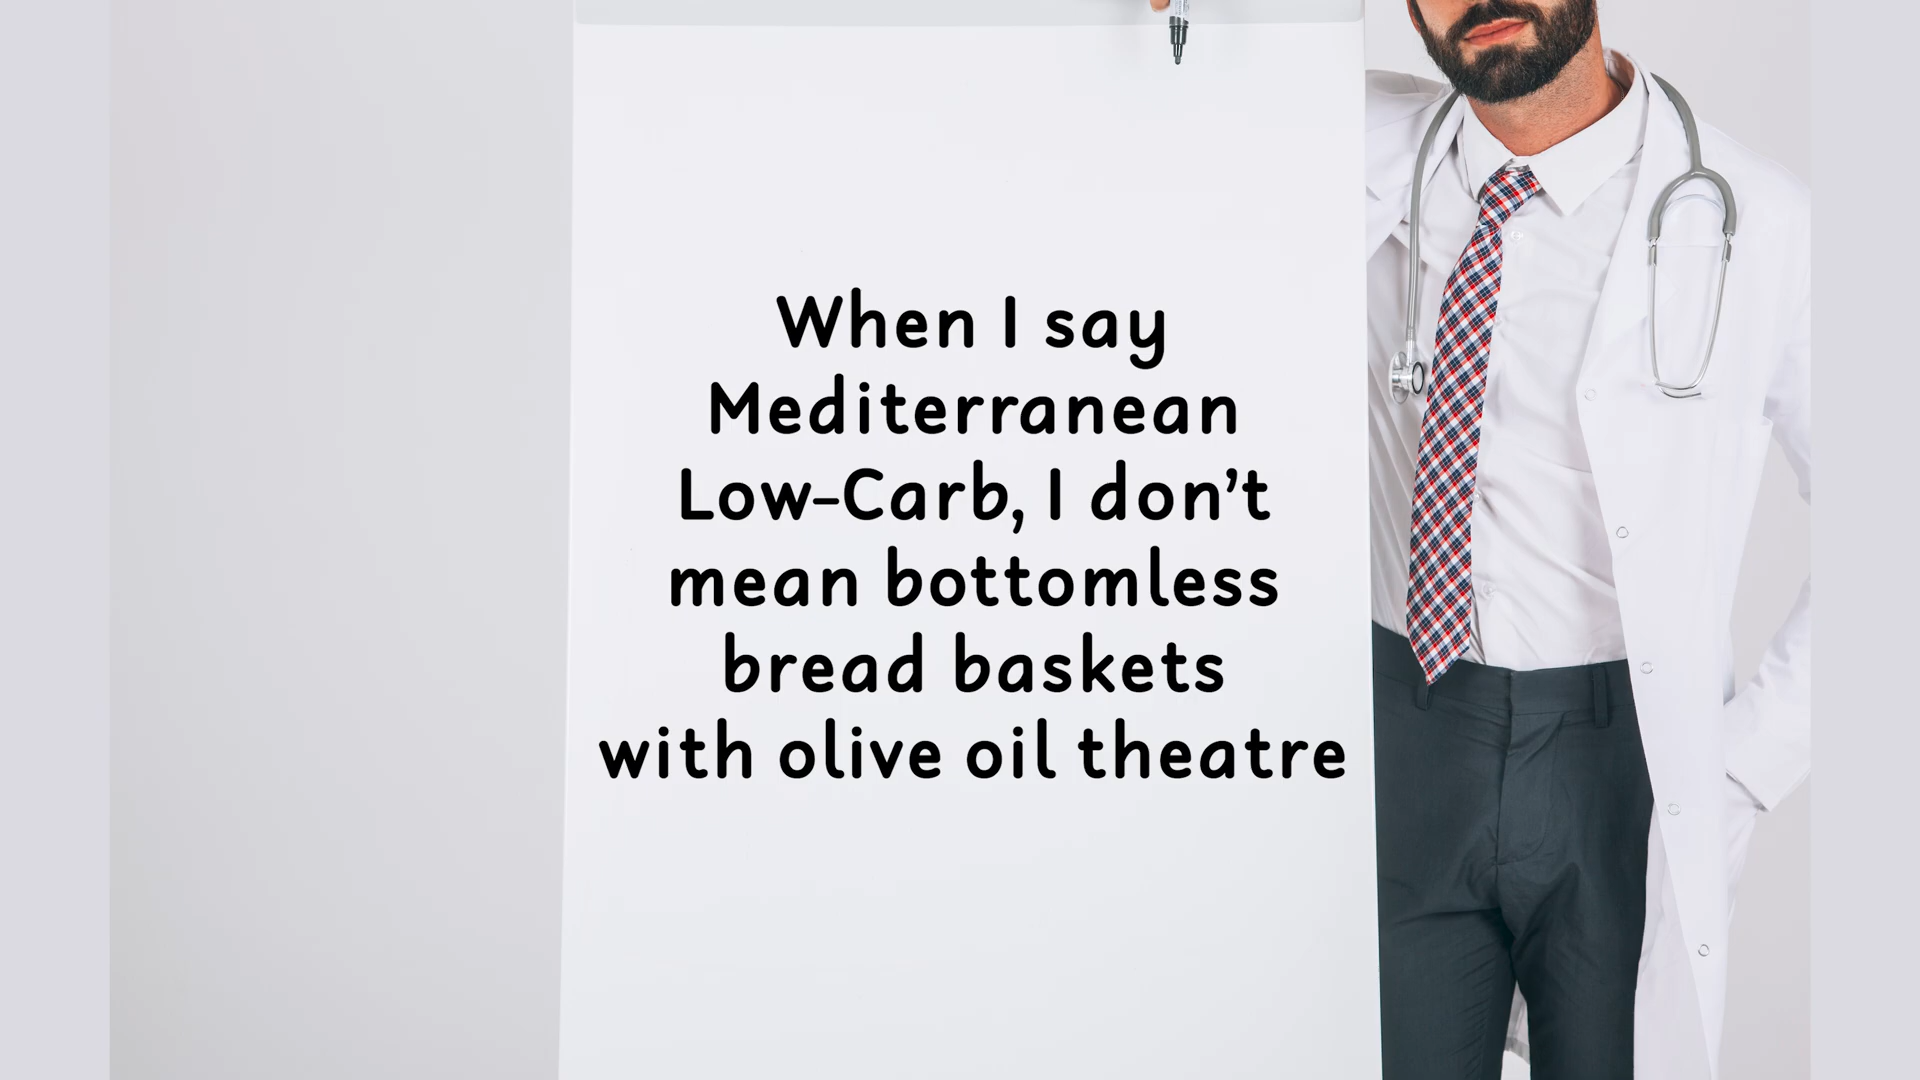 When I say
Mediterranean
Low-Carb, I don’t
mean bottomless
bread baskets
with olive oil theatre